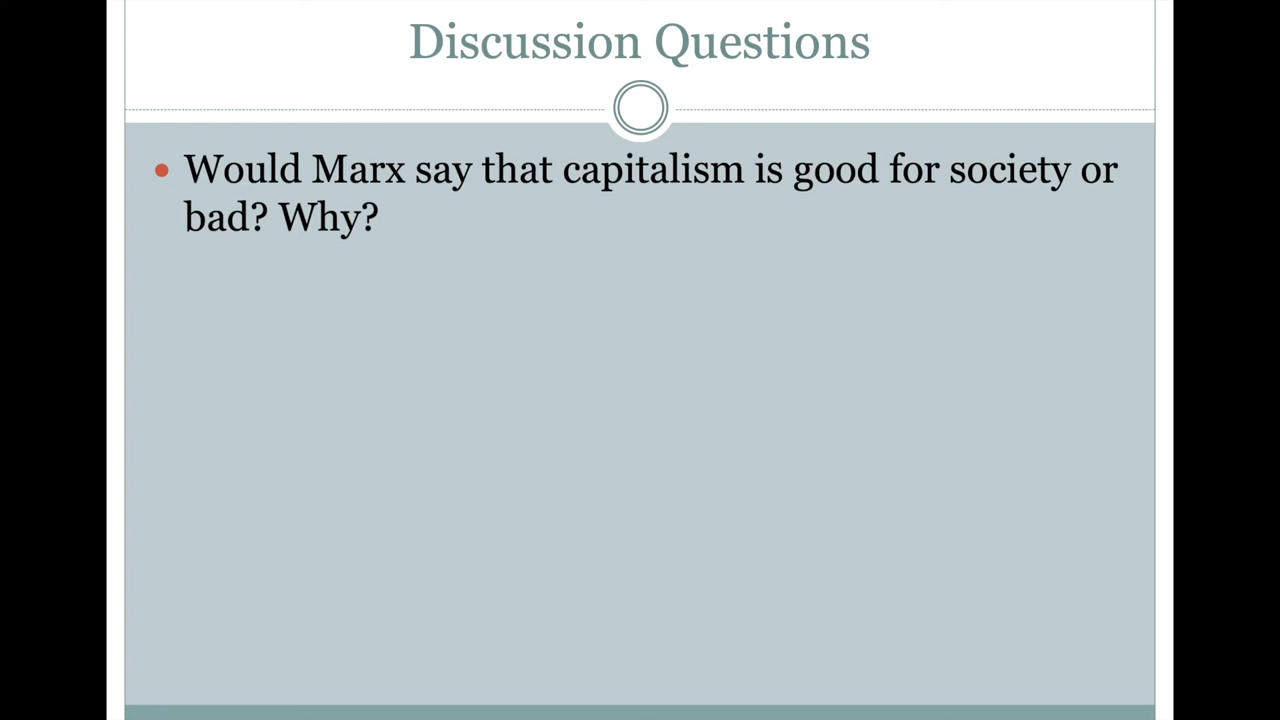 Discussion Questions
• Would Marx say that capitalism is good for society or
bad? Why?